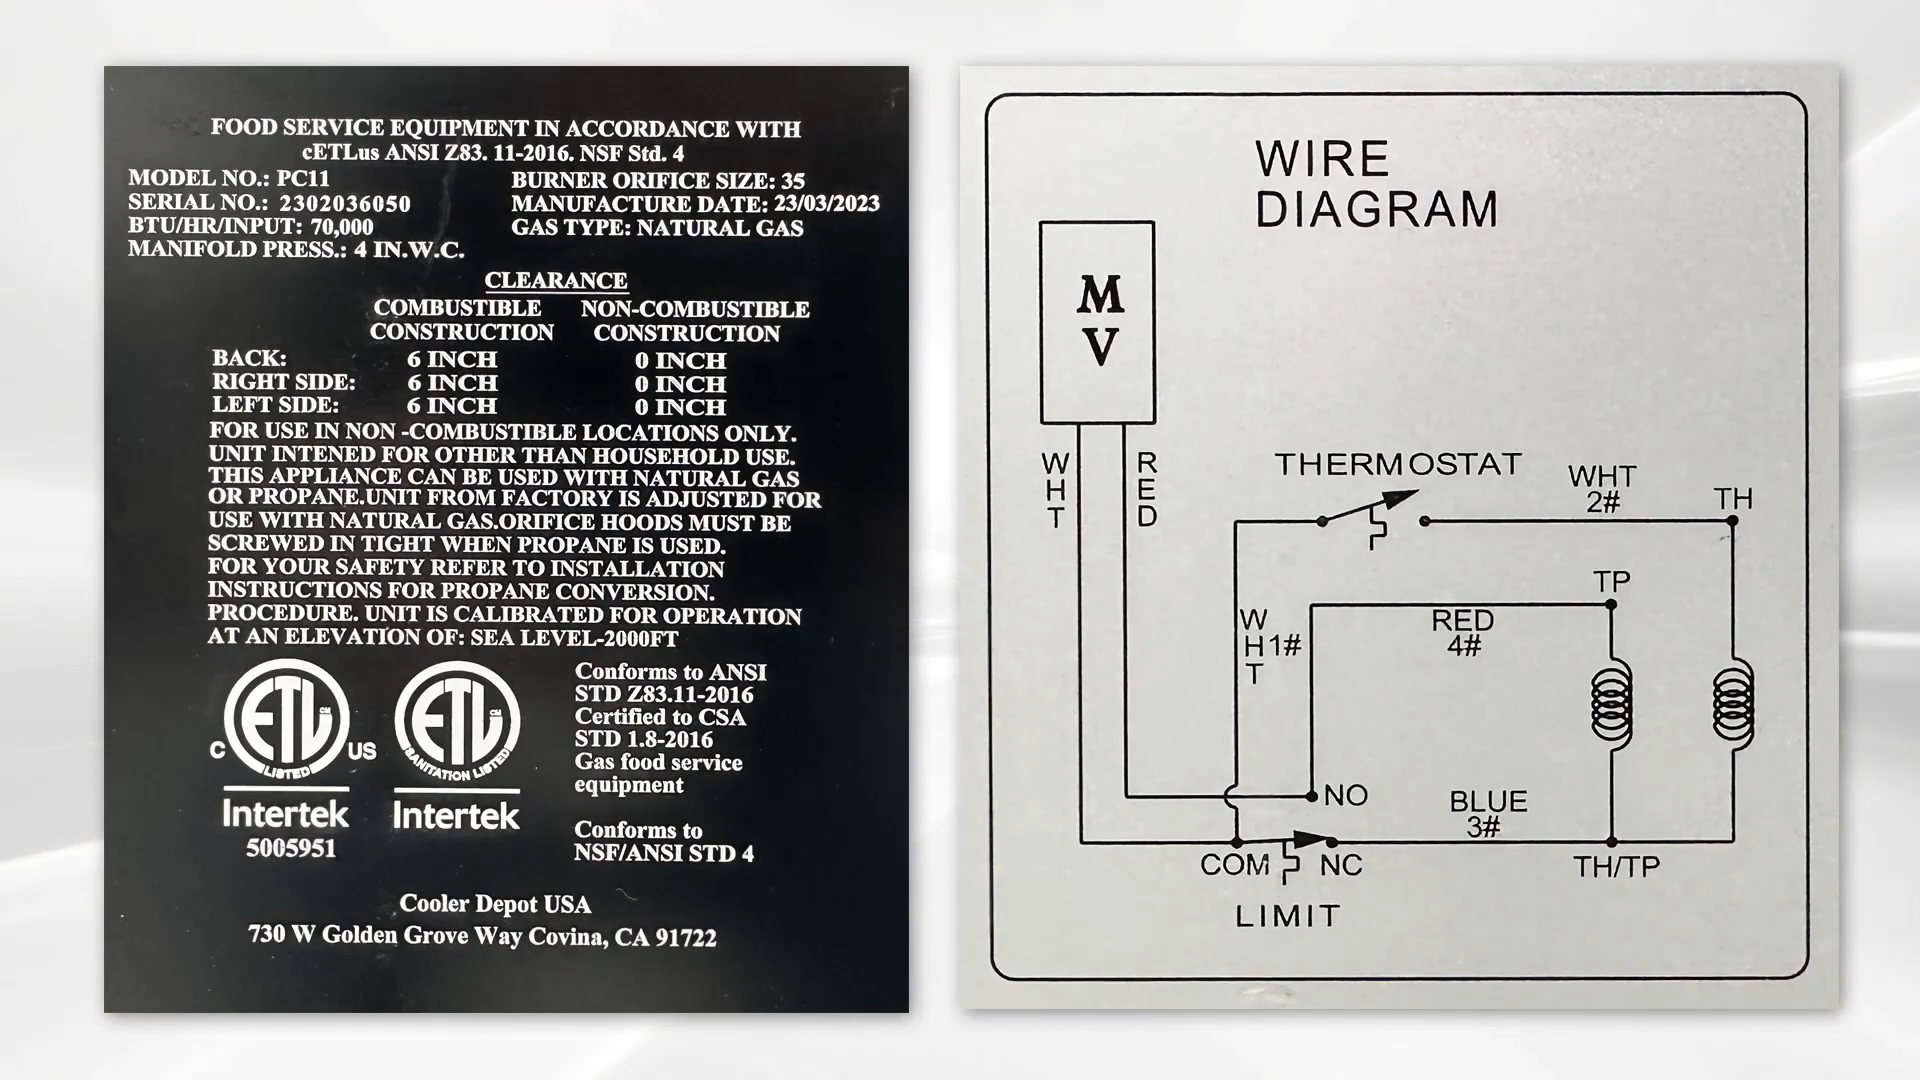 FOOD SERVICE EQUIPMENT IN ACCORDANCE WITH
cETLus ANSI Z83. 11-2016. NSF Std. 4
MODEL NO.: PC11
BURNER ORIFICE SIZE: 35
SERIAL NO.: 2302036050
MANUFACTURE DATE: 23/03/2023
BTU/HR/INPUT: 70,000
GAS TYPE: NATURAL GAS
MANIFOLD PRESS.: 4 IN.W.C.
CLEARANCE
COMBUSTIBLE CONSTRUCTION
NON-COMBUSTIBLE CONSTRUCTION
BACK: 6 INCH 0 INCH
RIGHT SIDE: 6 INCH 0 INCH
LEFT SIDE: 6 INCH 0 INCH
FOR USE IN NON -COMBUSTIBLE LOCATIONS ONLY.
UNIT INTENED FOR OTHER THAN HOUSEHOLD USE.
THIS APPLIANCE CAN BE USED WITH NATURAL GAS
OR PROPANE.UNIT FROM FACTORY IS ADJUSTED FOR
USE WITH NATURAL GAS.ORIFICE HOODS MUST BE
SCREWED IN TIGHT WHEN PROPANE IS USED.
FOR YOUR SAFETY REFER TO INSTALLATION
INSTRUCTIONS FOR PROPANE CONVERSION.
PROCEDURE. UNIT IS CALIBRATED FOR OPERATION
AT AN ELEVATION OF: SEA LEVEL-2000FT
C ETL CM US
LISTED
Intertek
5005951
ETL CM
SANITATION LISTED
Intertek
Conforms to ANSI
STD Z83.11-2016
Certified to CSA
STD 1.8-2016
Gas food service
equipment
Conforms to
NSF/ANSI STD 4
Cooler Depot USA
730 W Golden Grove Way Covina, CA 91722
WIRE
DIAGRAM
MV
WHT
RED
THERMOSTAT
WHT
2#
TH
TP
WHT 1#
RED
4#
NO
BLUE
3#
COM
NC
TH/TP
LIMIT